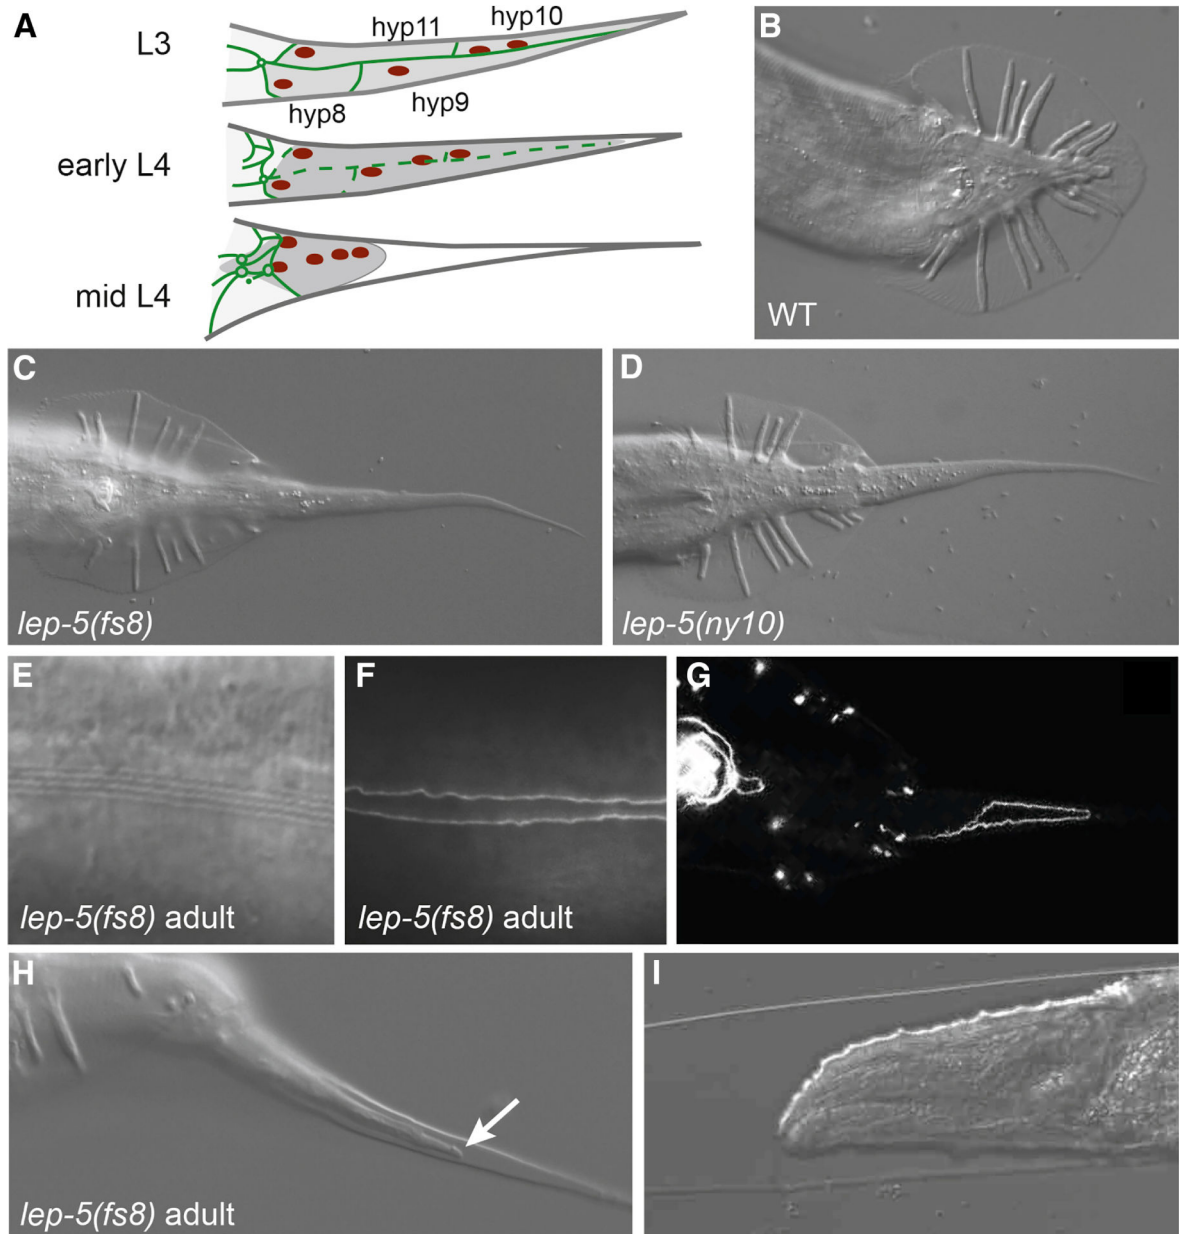 A
L3
hyp11
hyp10
hyp8
hyp9
early L4
mid L4
B
WT
C
lep-5(fs8)
D
lep-5(ny10)
E
lep-5(fs8) adult
F
lep-5(fs8) adult
G
H
lep-5(fs8) adult
I